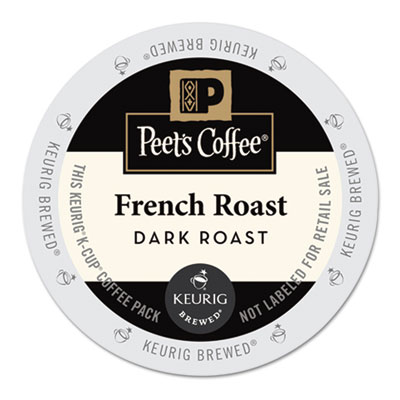 KEURIG BREWED®
KEURIG BREWED®
KEURIG BREWED®
KEURIG BREWED®
P
Peet's Coffee®
French Roast
DARK ROAST
KEURIG
BREWED®
THIS KEURIG® K-CUP® COFFEE PACK
NOT LABELED FOR RETAIL SALE